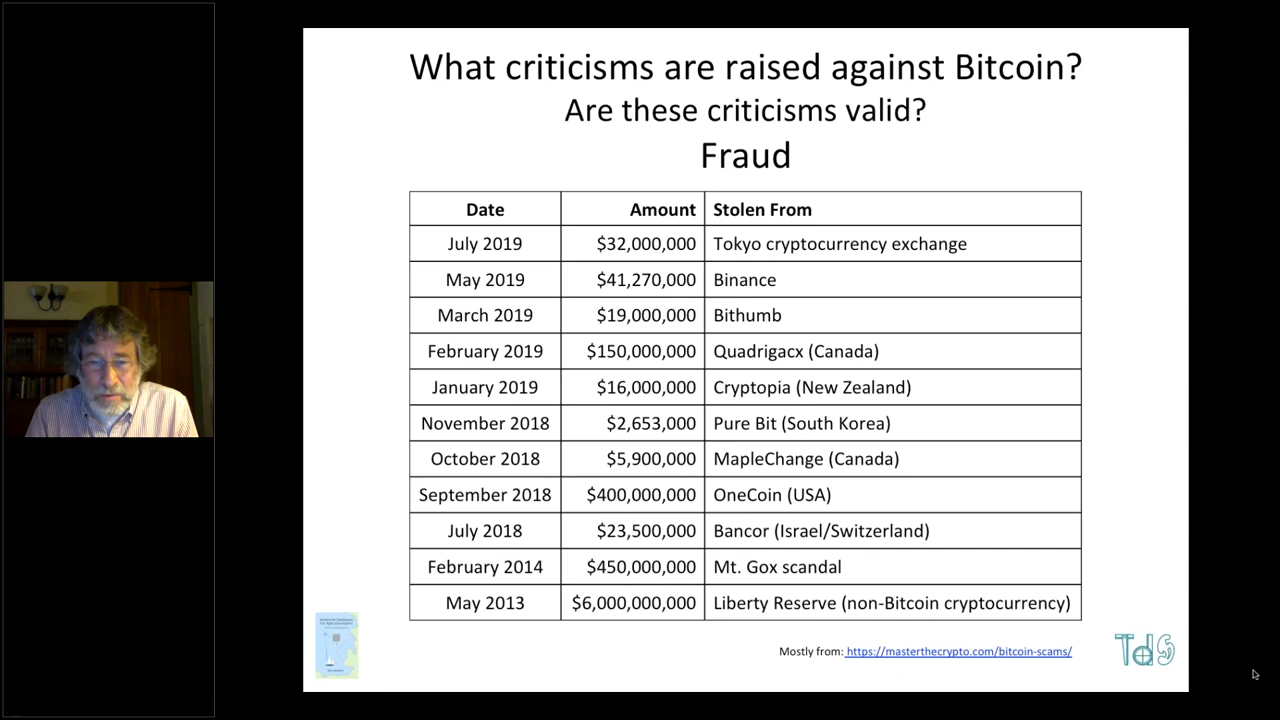 What criticisms are raised against Bitcoin?
Are these criticisms valid?
Fraud
Date Amount Stolen From
July 2019 $32,000,000 Tokyo cryptocurrency exchange
May 2019 $41,270,000 Binance
March 2019 $19,000,000 Bithumb
February 2019 $150,000,000 Quadrigacx (Canada)
January 2019 $16,000,000 Cryptopia (New Zealand)
November 2018 $2,653,000 Pure Bit (South Korea)
October 2018 $5,900,000 MapleChange (Canada)
September 2018 $400,000,000 OneCoin (USA)
July 2018 $23,500,000 Bancor (Israel/Switzerland)
February 2014 $450,000,000 Mt. Gox scandal
May 2013 $6,000,000,000 Liberty Reserve (non-Bitcoin cryptocurrency)
Mostly from: https://masterthecrypto.com/bitcoin-scams/
TdS